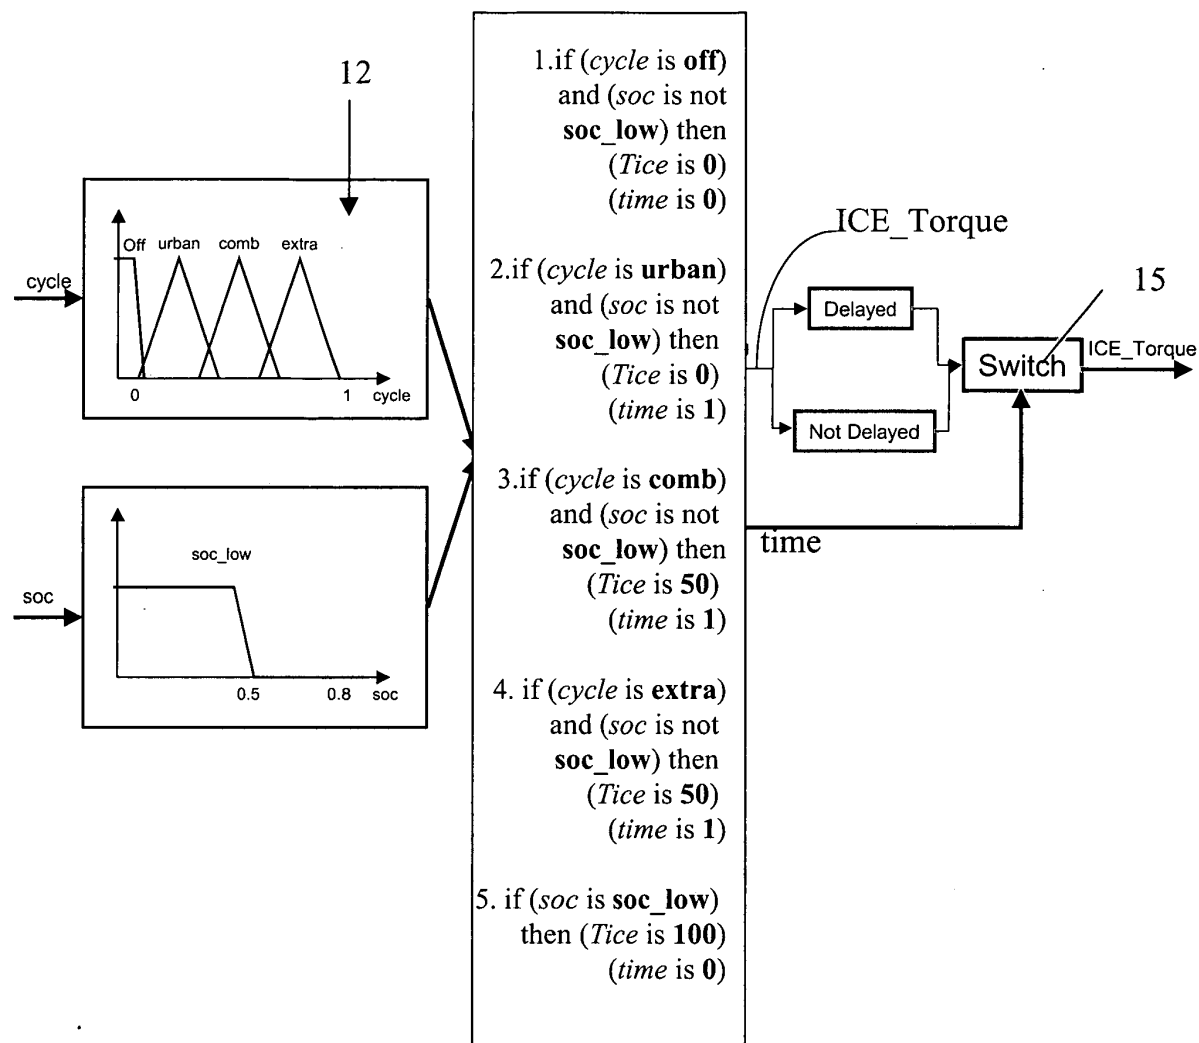 12
Off urban comb extra
cycle
0 1 cycle
soc_low
soc
0.5 0.8 soc
1.if (cycle is off)
and (soc is not
soc_low) then
(Tice is 0)
(time is 0)
2.if (cycle is urban)
and (soc is not
soc_low) then
(Tice is 0)
(time is 1)
3.if (cycle is comb)
and (soc is not
soc_low) then
(Tice is 50)
(time is 1)
4. if (cycle is extra)
and (soc is not
soc_low) then
(Tice is 50)
(time is 1)
5. if (soc is soc_low)
then (Tice is 100)
(time is 0)
ICE_Torque
Delayed
Not Delayed
15
Switch
ICE_Torque
time